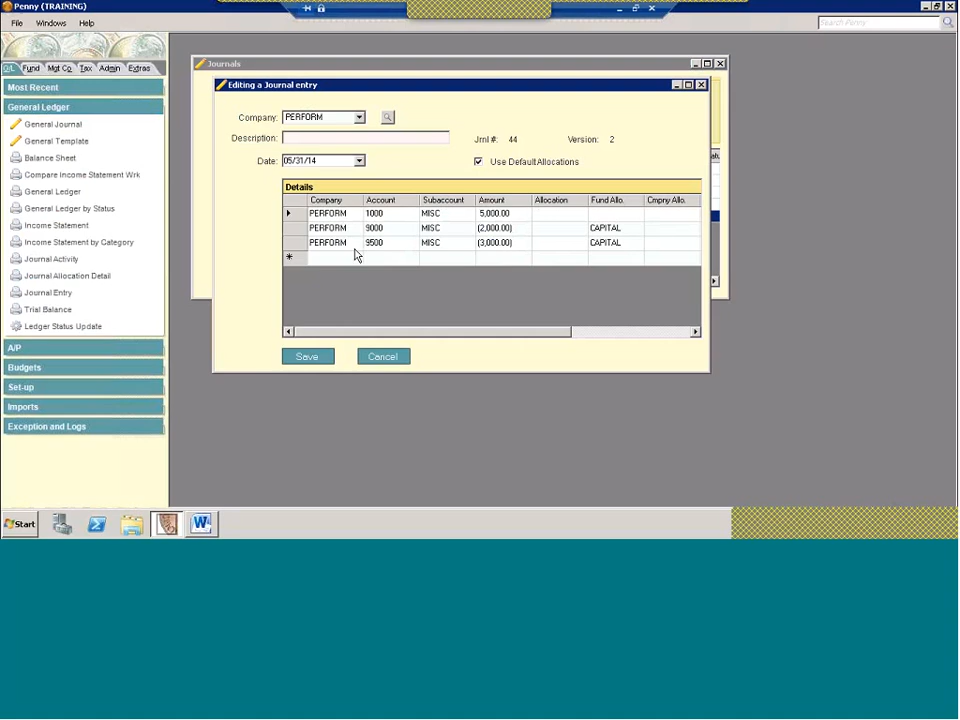 Penny (TRAINING)
File Windows Help
Search Penny
G/L Fund Mgt Co. Tax Admin Extras
Most Recent
General Ledger
General Journal
General Template
Balance Sheet
Compare Income Statement Wrk
General Ledger
General Ledger by Status
Income Statement
Income Statement by Category
Journal Activity
Journal Allocation Detail
Journal Entry
Trial Balance
Ledger Status Update
A/P
Budgets
Set-up
Imports
Exception and Logs
Journals
Editing a Journal entry
Company: PERFORM
Description: Jrnl #: 44 Version: 2
Date: 05/31/14 Use Default Allocations
Details
Company Account Subaccount Amount Allocation Fund Allo. Cmpny Allo.
PERFORM 1000 MISC 5,000.00
PERFORM 9000 MISC (2,000.00) CAPITAL
PERFORM 9500 MISC (3,000.00) CAPITAL
Save Cancel
Start